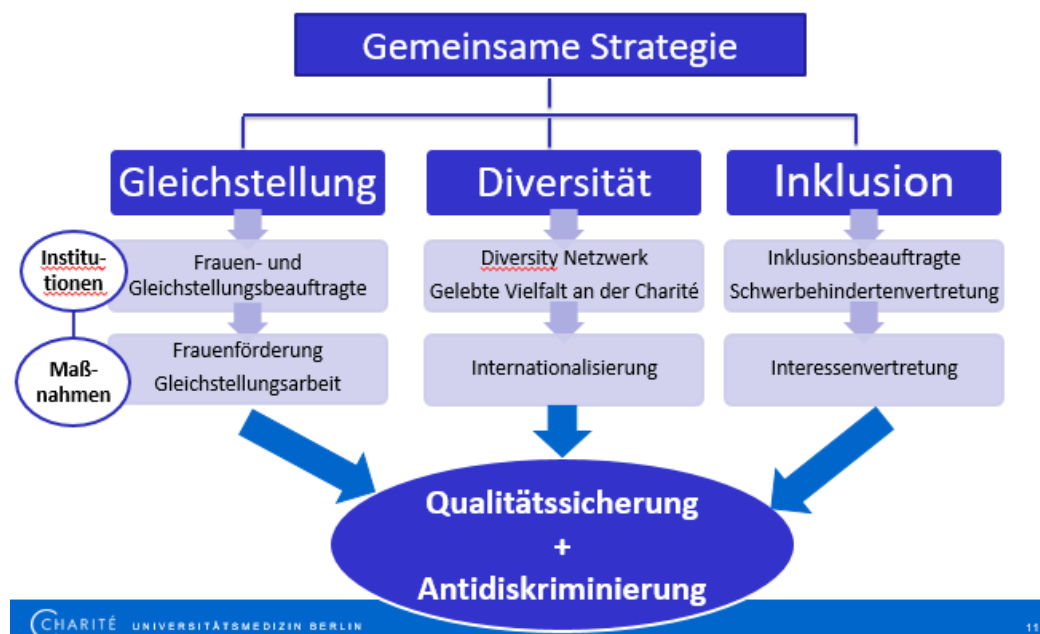 Gemeinsame Strategie
Gleichstellung
Diversität
Inklusion
Institu-
tionen
Frauen- und
Gleichstellungsbeauftragte
Diversity Netzwerk
Gelebte Vielfalt an der Charité
Inklusionsbeauftragte
Schwerbehindertenvertretung
Maß-
nahmen
Frauenförderung
Gleichstellungsarbeit
Internationalisierung
Interessenvertretung
Qualitätssicherung
+
Antidiskriminierung
CHARITÉ UNIVERSITÄTSMEDIZIN BERLIN
11